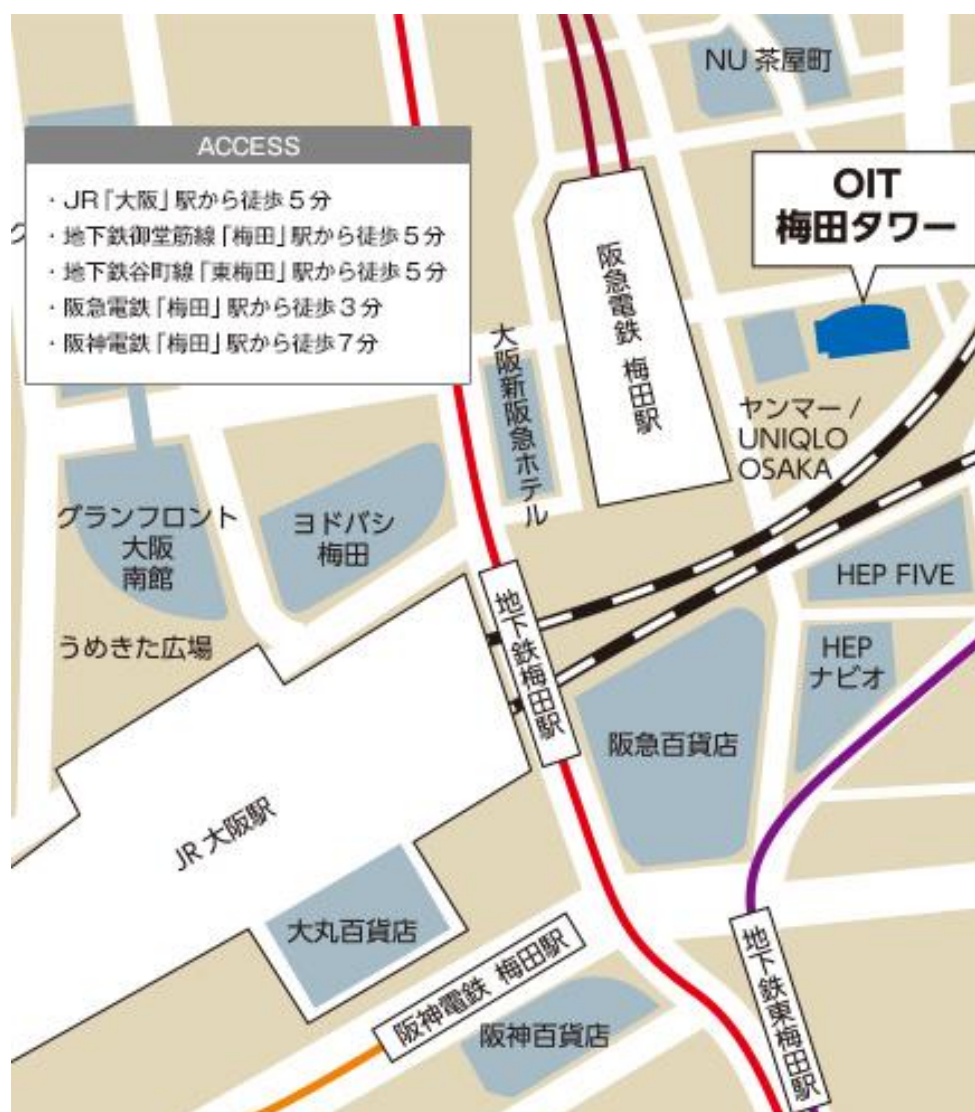 NU 茶屋町
ACCESS
・JR「大阪」駅から徒歩5分
・地下鉄御堂筋線「梅田」駅から徒歩5分
・地下鉄谷町線「東梅田」駅から徒歩5分
・阪急電鉄「梅田」駅から徒歩3分
・阪神電鉄「梅田」駅から徒歩7分
OIT
梅田タワー
阪急電鉄 梅田駅
大阪新阪急ホテル
ヤンマー /
UNIQLO
OSAKA
グランフロント
大阪
南館
ヨドバシ
梅田
うめきた広場
地下鉄梅田駅
HEP FIVE
HEP
ナビオ
阪急百貨店
JR 大阪駅
大丸百貨店
阪神電鉄 梅田駅
阪神百貨店
地下鉄東梅田駅